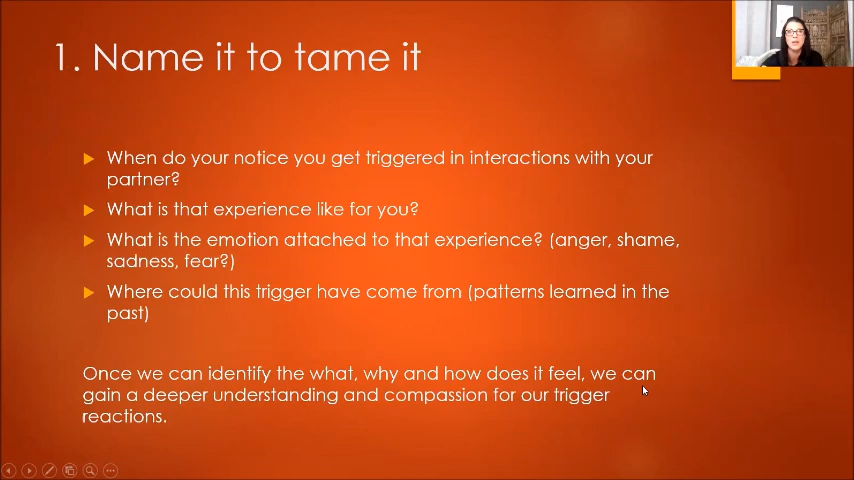 1. Name it to tame it
When do your notice you get triggered in interactions with your
partner?
What is that experience like for you?
What is the emotion attached to that experience? (anger, shame,
sadness, fear?)
Where could this trigger have come from (patterns learned in the
past)
Once we can identify the what, why and how does it feel, we can
gain a deeper understanding and compassion for our trigger
reactions.